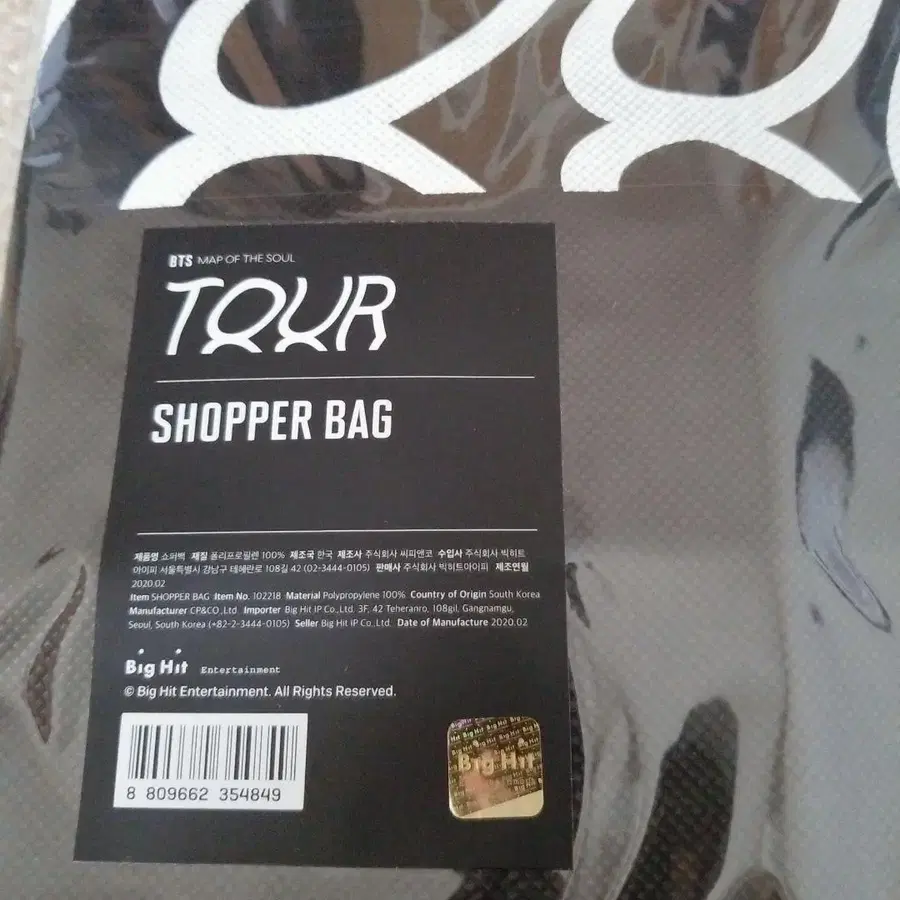 BTS MAP OF THE SOUL
TOUR
SHOPPER BAG
제품명 쇼퍼백 재질 폴리프로필렌 100% 제조국 한국 제조사 주식회사 씨피앤코 수입사 주식회사 빅히트
아이피 서울특별시 강남구 테헤란로 108길 42 (02-3444-0105) 판매사 주식회사 빅히트아이피 제조연월
2020.02
Item SHOPPER BAG Item No. 102218 Material Polypropylene 100% Country of Origin South Korea
Manufacturer CP&CO.,Ltd Importer Big Hit IP Co., Ltd. 3F, 42 Teheranro, 108gil, Gangnamgu,
Seoul, South Korea (+82-2-3444-0105) Seller Big Hit IP Co., Ltd. Date of Manufacture 2020.02
Big Hit Entertainment
© Big Hit Entertainment. All Rights Reserved.
8 809662 354849
Big Hit